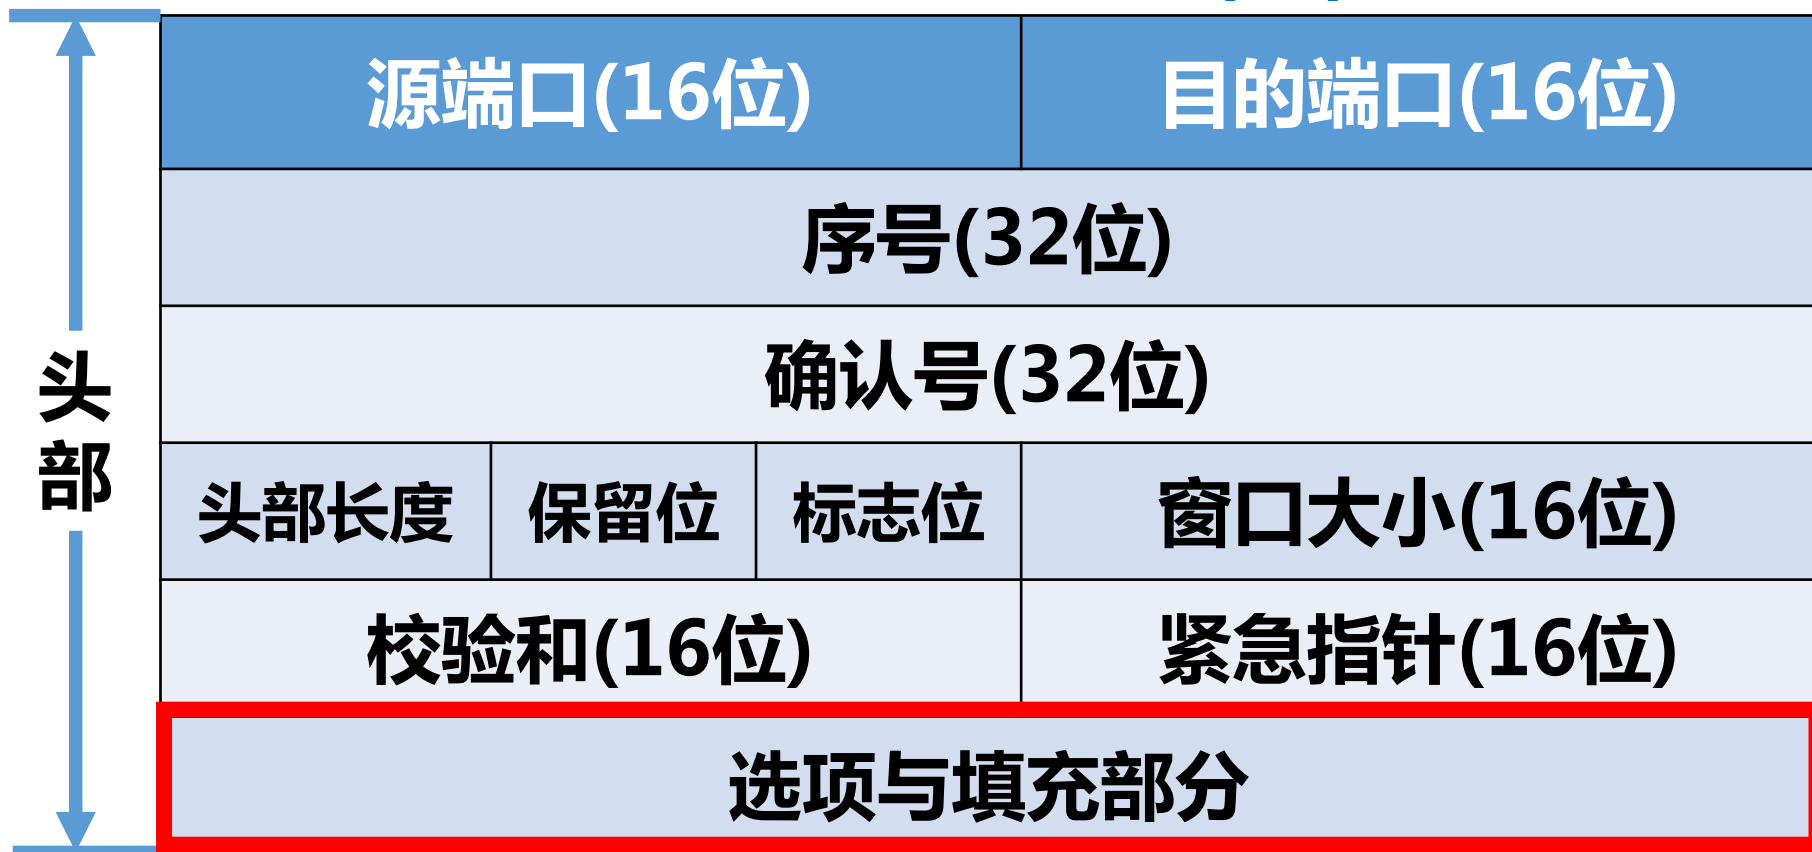 源端口(16位) 目的端口(16位)
序号(32位)
确认号(32位)
头部
头部长度 保留位 标志位 窗口大小(16位)
校验和(16位) 紧急指针(16位)
选项与填充部分